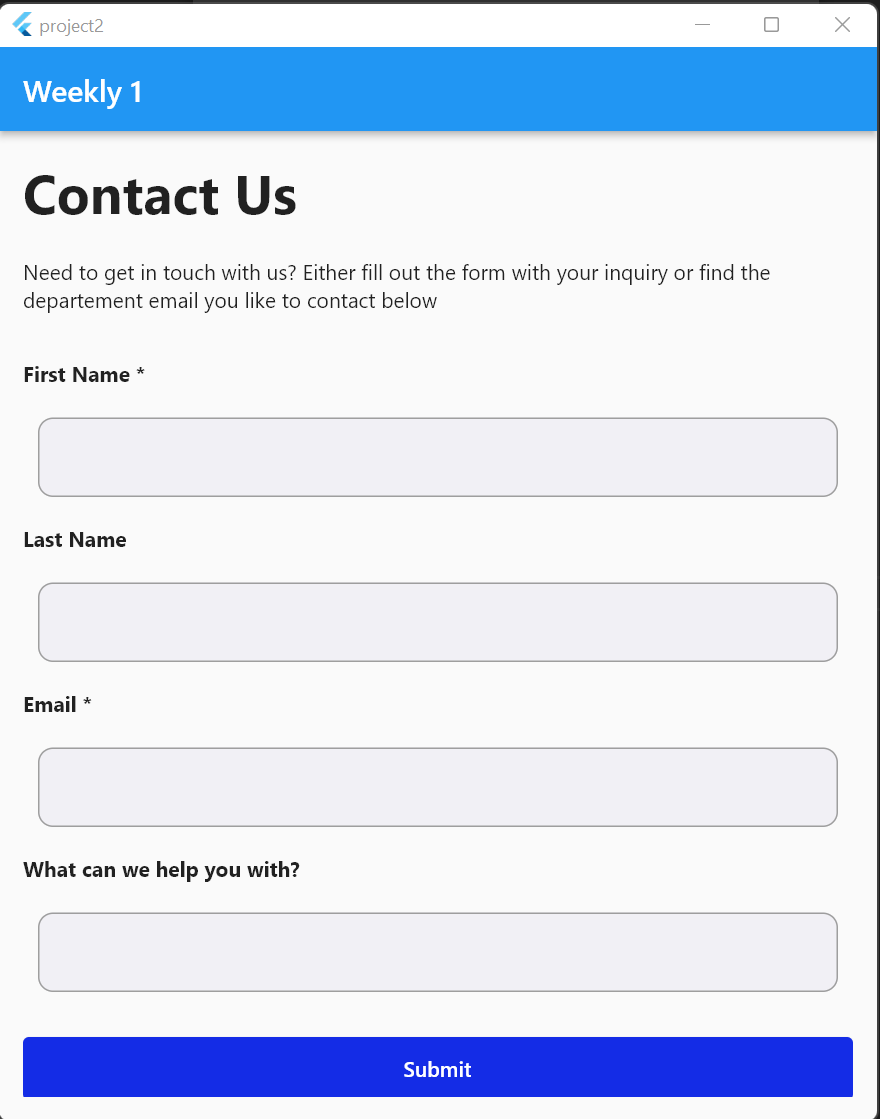 project2
Weekly 1
Contact Us
Need to get in touch with us? Either fill out the form with your inquiry or find the
departement email you like to contact below
First Name *
Last Name
Email *
What can we help you with?
Submit